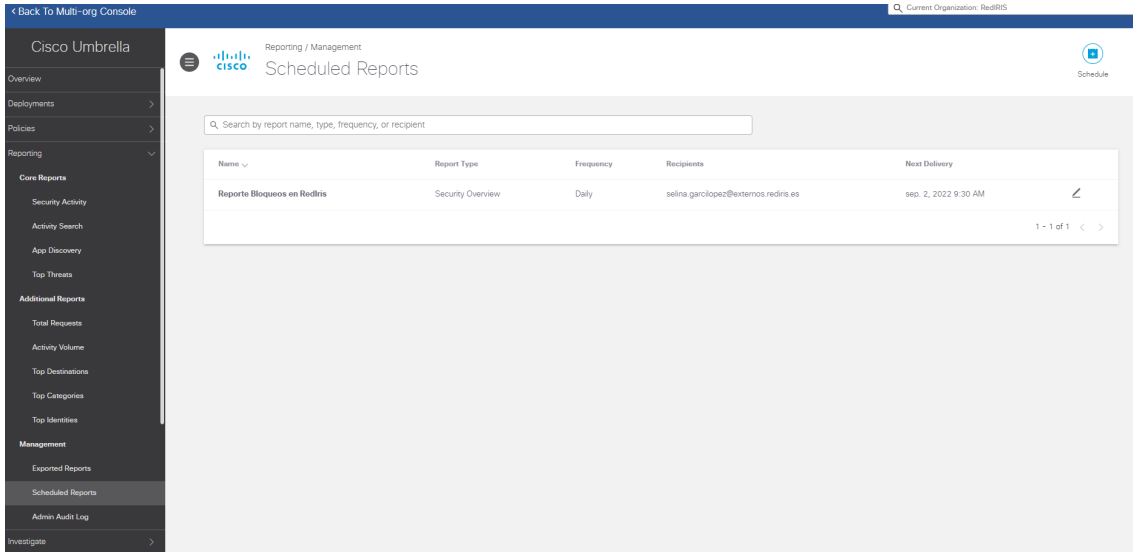 < Back To Multi-org Console
Current Organization: RedIRIS
Cisco Umbrella
Overview
Deployments
Policies
Reporting
Core Reports
Security Activity
Activity Search
App Discovery
Top Threats
Additional Reports
Total Requests
Activity Volume
Top Destinations
Top Categories
Top Identities
Management
Exported Reports
Scheduled Reports
Admin Audit Log
Investigate
CISCO
Reporting / Management
Scheduled Reports
Schedule
Search by report name, type, frequency, or recipient
Name Report Type Frequency Recipients Next Delivery
Reporte Bloqueos en RedIris Security Overview Daily selina.garcilopez@externos.rediris.es sep. 2, 2022 9:30 AM
1 - 1 of 1 < >